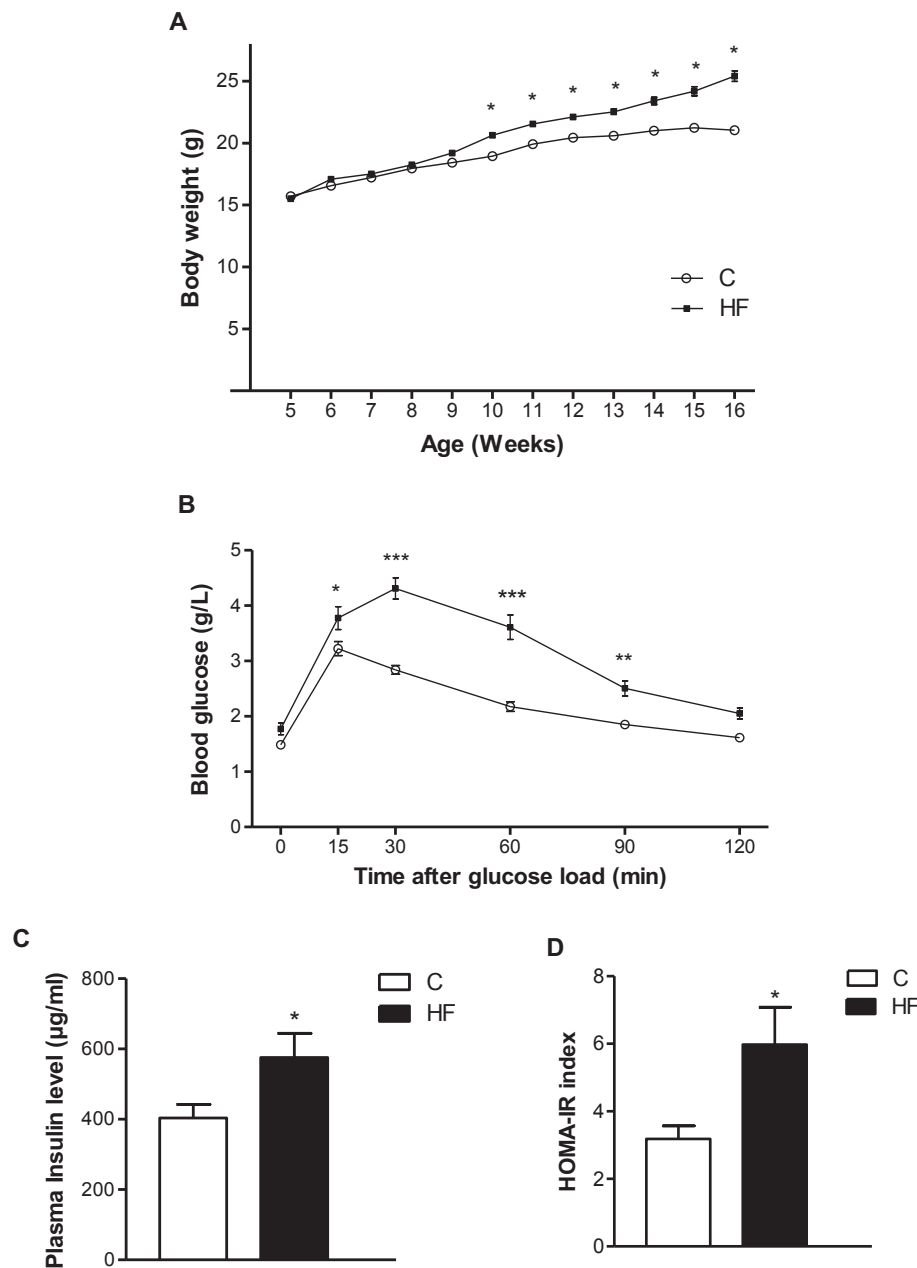 A
Body weight (g)
25
20
15
10
5
* * * * * * *
C
HF
5 6 7 8 9 10 11 12 13 14 15 16
Age (Weeks)
B
Blood glucose (g/L)
5
4
3
2
1
0
* *** *** **
0 15 30 60 90 120
Time after glucose load (min)
C
Plasma Insulin level (µg/ml)
800
600
400
200
0
*
C
HF
D
HOMA-IR index
8
6
4
2
0
*
C
HF